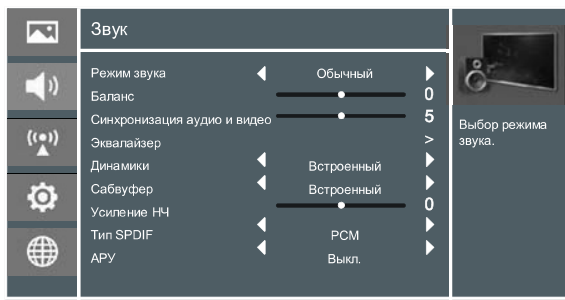 Звук
Режим звука Обычный
Баланс 0
Синхронизация аудио и видео 5
Эквалайзер >
Динамики Встроенный
Сабвуфер Встроенный
Усиление НЧ 0
Тип SPDIF PCM
АРУ Выкл.
Выбор режима
звука.